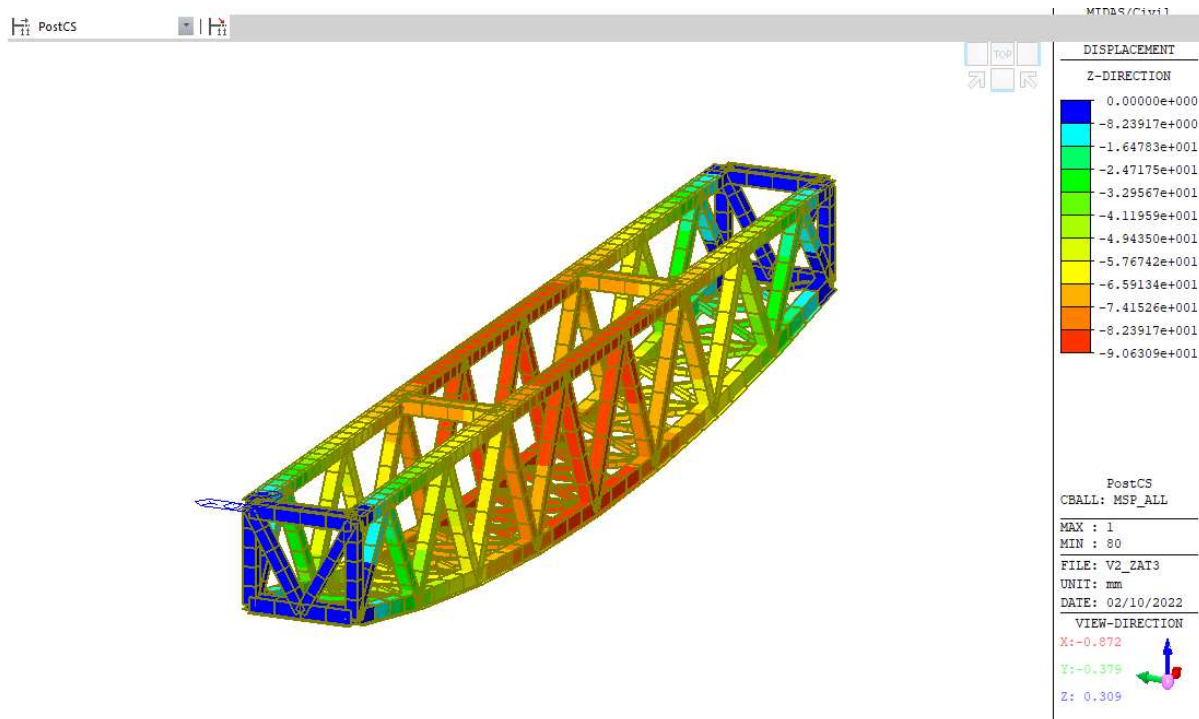 PostCS
MIDAS/Civil
TOP
DISPLACEMENT
Z-DIRECTION
0.00000e+000
-8.23917e+000
-1.64783e+001
-2.47175e+001
-3.29567e+001
-4.11959e+001
-4.94350e+001
-5.76742e+001
-6.59134e+001
-7.41526e+001
-8.23917e+001
-9.06309e+001
PostCS
CBALL: MSP_ALL
MAX : 1
MIN : 80
FILE: V2_ZAT3
UNIT: mm
DATE: 02/10/2022
VIEW-DIRECTION
X:-0.872
Y:-0.379
Z: 0.309